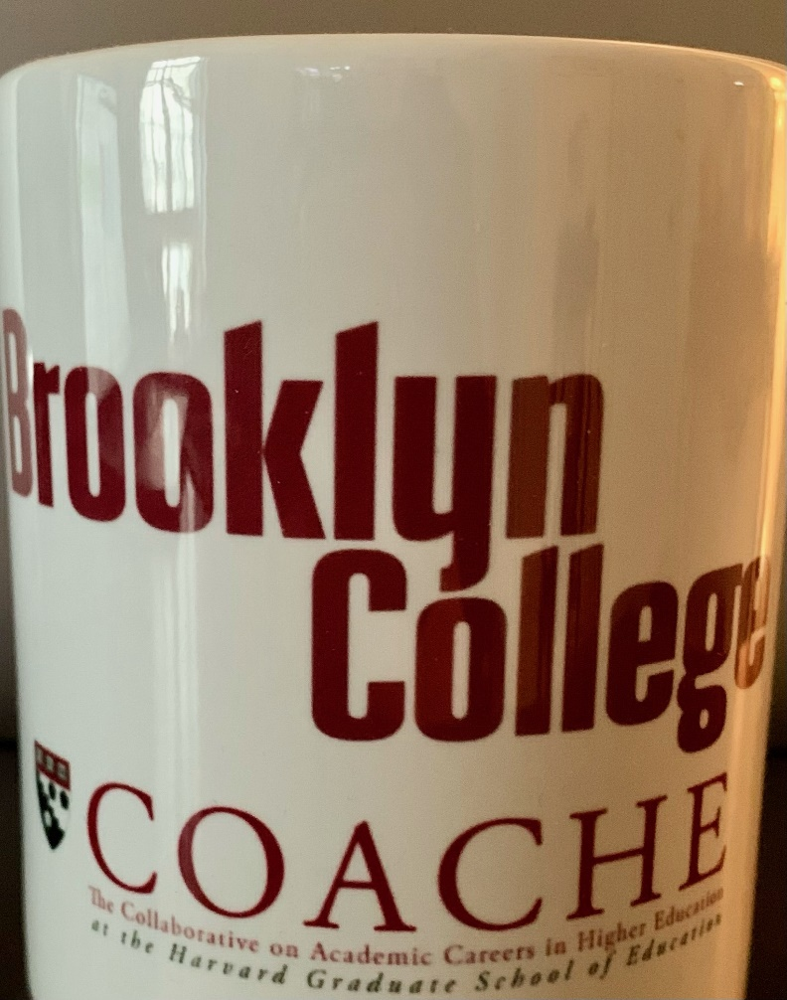 Brooklyn
College
COACHE
The Collaborative on Academic Careers in Higher Education
at the Harvard Graduate School of Education